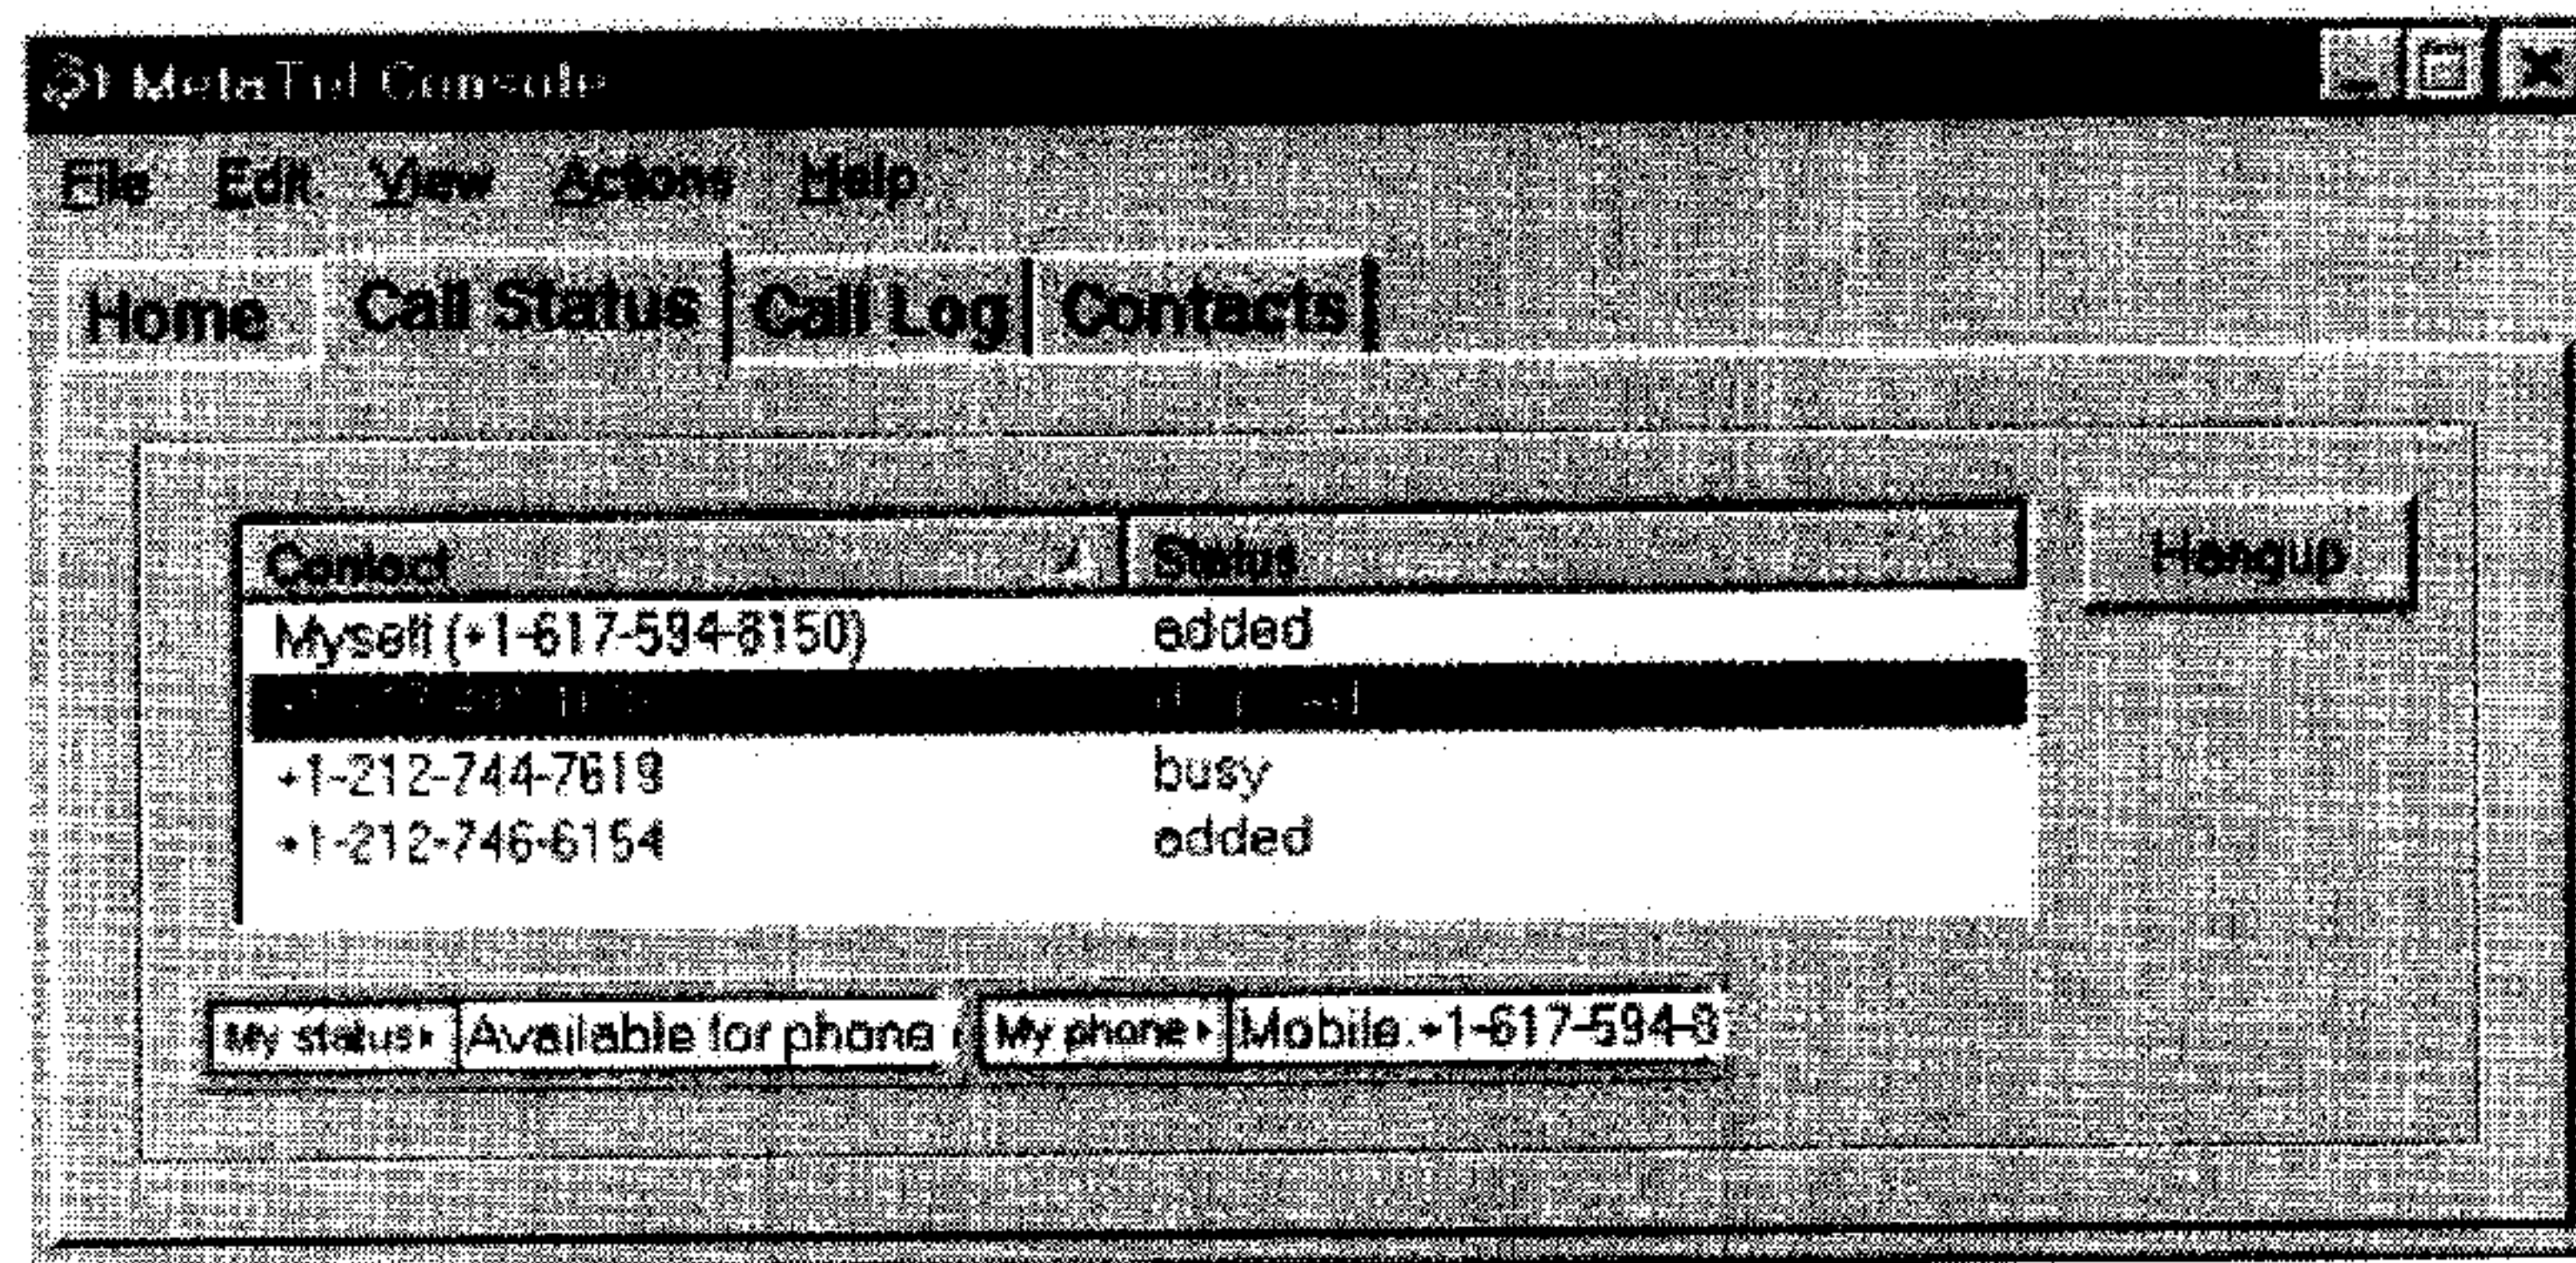 MetaTel Console
File Edit View Actions Help
Home Call Status Call Log Contacts
Contact Status Hangup
Myself (+1-617-594-8150) added
+1-212-744-7619 busy
+1-212-746-6154 added
My status Available for phone My phone Mobile +1-617-594-8